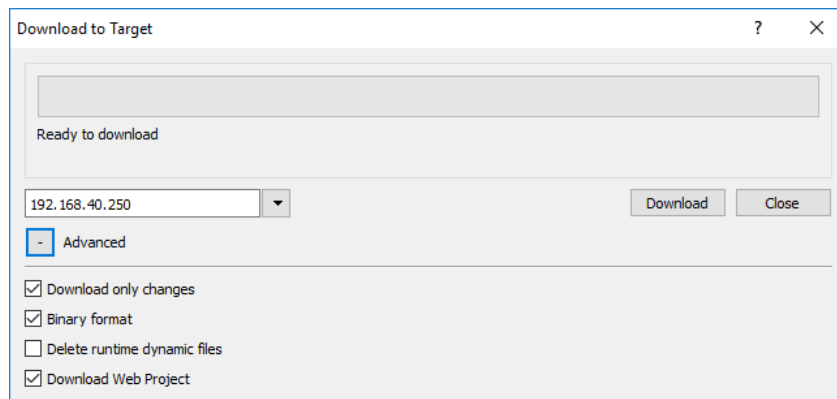 Download to Target ?
Ready to download
192.168.40.250 Download Close
- Advanced
Download only changes
Binary format
Delete runtime dynamic files
Download Web Project